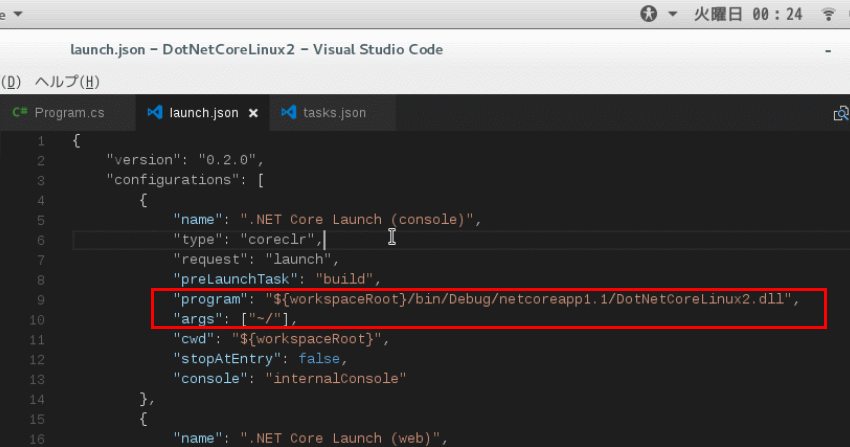 e 火曜日 00：24
launch.json - DotNetCoreLinux2 - Visual Studio Code -
(D) ヘルプ(H)
C# Program.cs launch.json × tasks.json
1 {
2 "version": "0.2.0",
3 "configurations": [
4 {
5 "name": ".NET Core Launch (console)",
6 "type": "coreclr",
7 "request": "launch",
8 "preLaunchTask": "build",
9 "program": "${workspaceRoot}/bin/Debug/netcoreapp1.1/DotNetCoreLinux2.dll",
10 "args": ["~/"],
11 "cwd": "${workspaceRoot}",
12 "stopAtEntry": false,
13 "console": "internalConsole"
14 },
15 {
16 "name": ".NET Core Launch (web)",